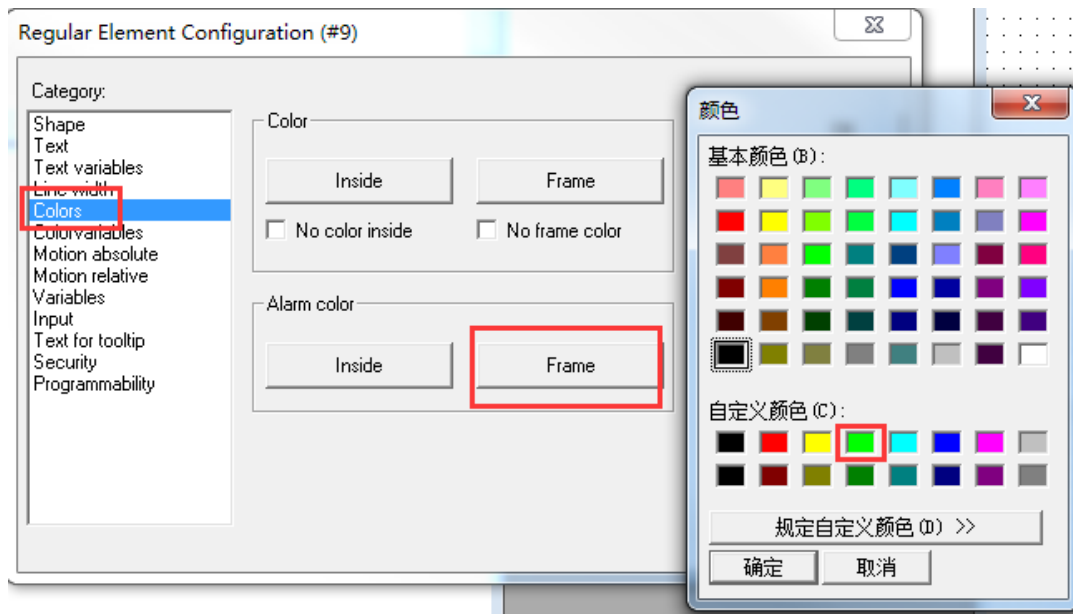 Regular Element Configuration (#9)
Category:
Shape
Text
Text variables
Line width
Colors
Colorvariables
Motion absolute
Motion relative
Variables
Input
Text for tooltip
Security
Programmability
Color
Inside
Frame
No color inside
No frame color
Alarm color
Inside
Frame
颜色
基本颜色(B):
自定义颜色(C):
规定自定义颜色(D) >>
确定
取消